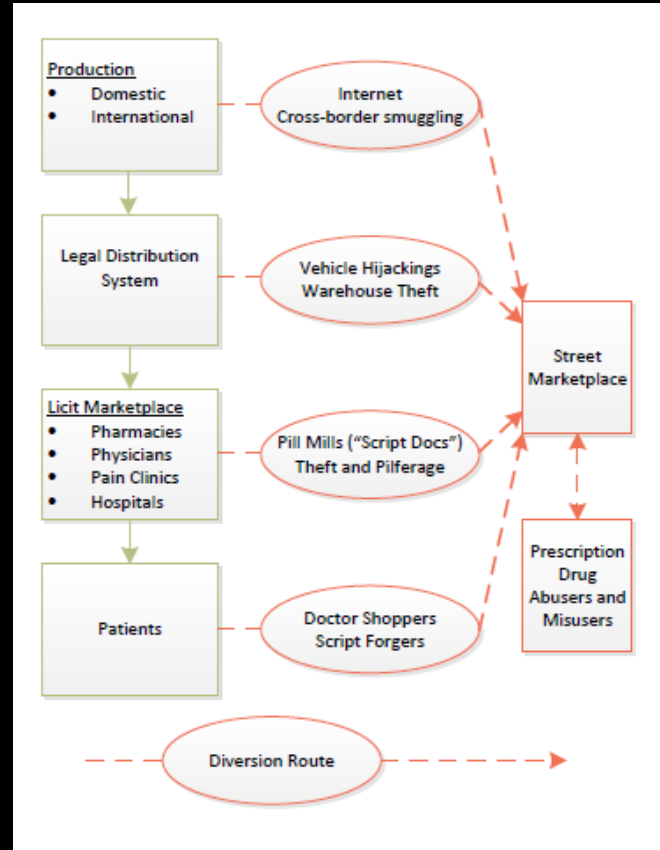 Production
• Domestic
• International
Internet
Cross-border smuggling
Legal Distribution
System
Vehicle Hijackings
Warehouse Theft
Street
Marketplace
Licit Marketplace
• Pharmacies
• Physicians
• Pain Clinics
• Hospitals
Pill Mills (“Script Docs”)
Theft and Pilferage
Prescription
Drug
Abusers and
Misusers
Patients
Doctor Shoppers
Script Forgers
Diversion Route